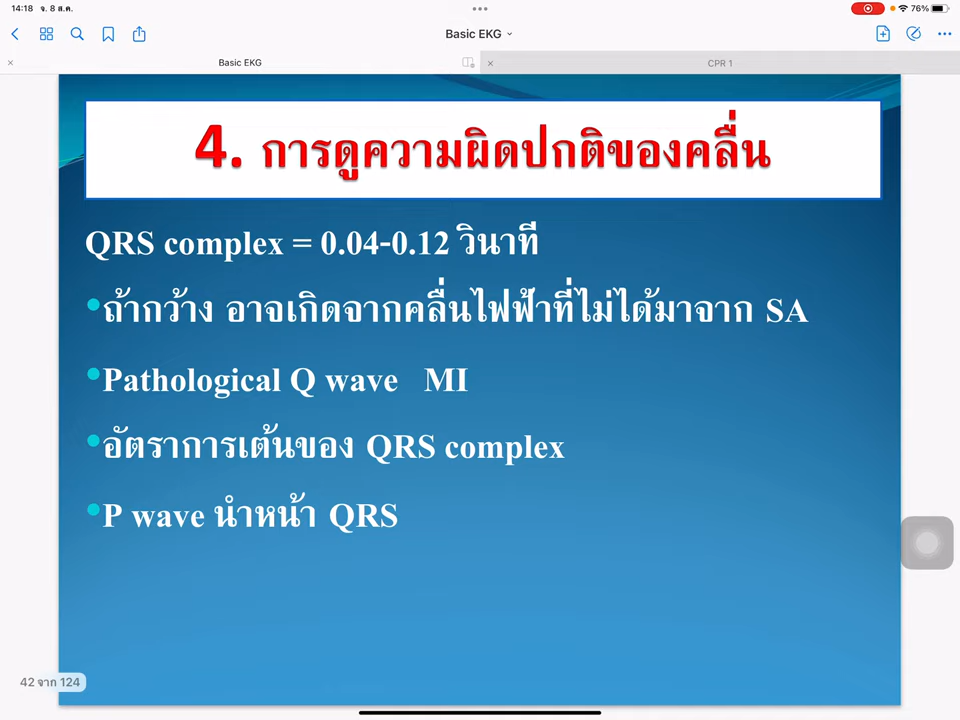 14:18 จ. 8 ส.ค.
76%
Basic EKG
Basic EKG
CPR 1
4. การดูความผิดปกติของคลื่น
QRS complex = 0.04-0.12 วินาที
•ถ้ากว้าง อาจเกิดจากคลื่นไฟฟ้าที่ไม่ได้มาจาก SA
•Pathological Q wave MI
•อัตราการเต้นของ QRS complex
•P wave นำหน้า QRS
42 จาก 124